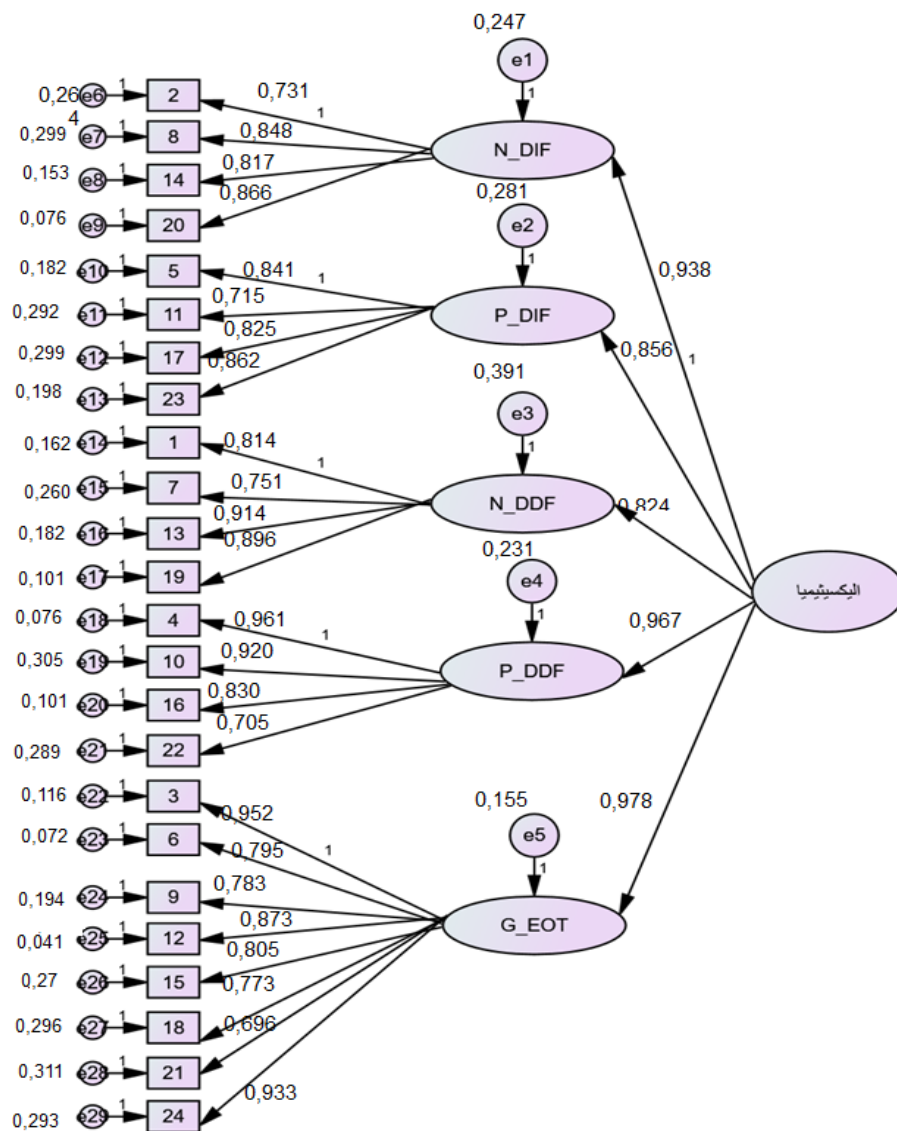 0,247
e1
1
N_DIF
0,26 e6 1 2 0,731
4
1
0,299 e7 1 8 0,848
0,153 e8 1 14 0,817
0,076 e9 1 20 0,866
0,281
e2
1
P_DIF
0,182 e10 1 5 0,841
1
0,292 e11 1 11 0,715
0,299 e12 1 17 0,825
0,198 e13 1 23 0,862
0,938
0,856 1
0,391
e3
1
N_DDF
0,162 e14 1 1 0,814
1
0,260 e15 1 7 0,751
0,182 e16 1 13 0,914
0,101 e17 1 19 0,896
0,824
0,231
e4
1
P_DDF
اليكسيثيميا
0,076 e18 1 4 0,961
1
0,305 e19 1 10 0,920
0,101 e20 1 16 0,830
0,289 e21 1 22 0,705
0,967
0,978
0,155
e5
1
G_EOT
0,116 e22 1 3 0,952
1
0,072 e23 1 6 0,795
0,194 e24 1 9 0,783
0,041 e25 1 12 0,873
0,27 e26 1 15 0,805
0,296 e27 1 18 0,773
0,311 e28 1 21 0,696
0,293 e29 1 24 0,933